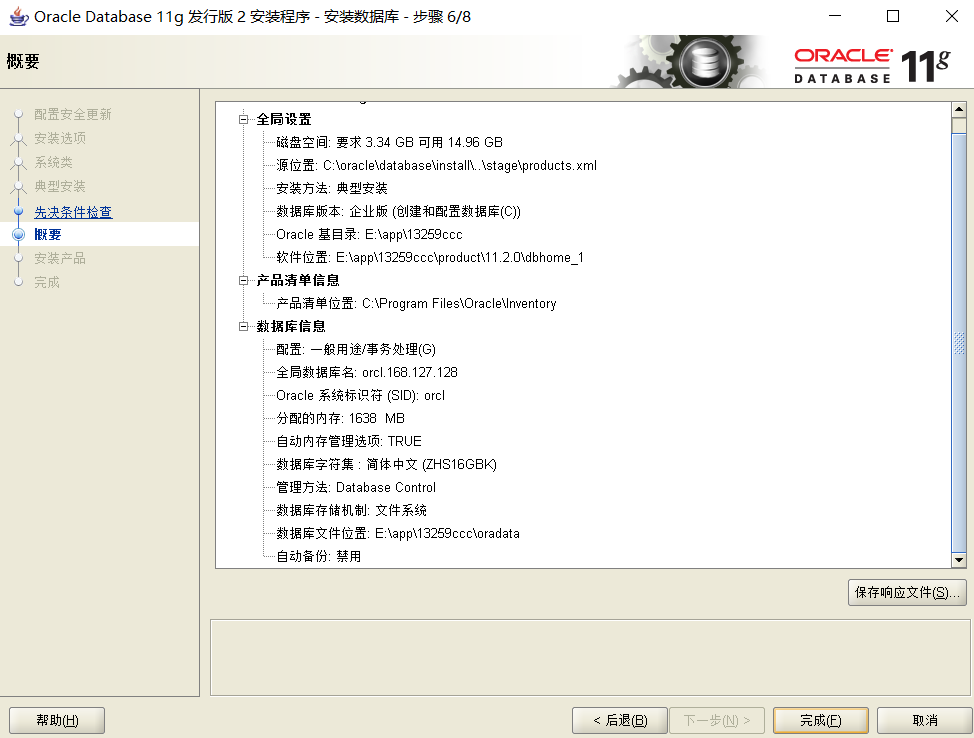 Oracle Database 11g 发行版 2 安装程序 - 安装数据库 - 步骤 6/8
概要
ORACLE
DATABASE
11g
配置安全更新
安装选项
系统类
典型安装
先决条件检查
概要
安装产品
完成
全局设置
磁盘空间: 要求 3.34 GB 可用 14.96 GB
源位置: C:\oracle\database\install\..\stage\products.xml
安装方法: 典型安装
数据库版本: 企业版 (创建和配置数据库(C))
Oracle 基目录: E:\app\13259ccc
软件位置: E:\app\13259ccc\product\11.2.0\dbhome_1
产品清单信息
产品清单位置: C:\Program Files\Oracle\Inventory
数据库信息
配置: 一般用途/事务处理(G)
全局数据库名: orcl.168.127.128
Oracle 系统标识符 (SID): orcl
分配的内存: 1638 MB
自动内存管理选项: TRUE
数据库字符集 : 简体中文 (ZHS16GBK)
管理方法: Database Control
数据库存储机制: 文件系统
数据库文件位置: E:\app\13259ccc\oradata
自动备份: 禁用
保存响应文件(S)...
帮助(H)
< 后退(B)
下一步(N) >
完成(F)
取消